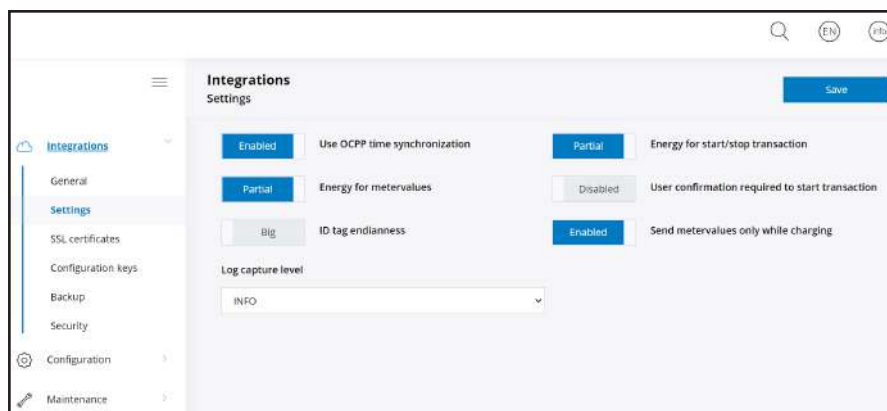 EN
info
Integrations
Settings
Save
Integrations
General
Settings
SSL certificates
Configuration keys
Backup
Security
Configuration
Maintenance
Enabled Use OCPP time synchronization
Partial Energy for start/stop transaction
Partial Energy for metervalues
Disabled User confirmation required to start transaction
Big ID tag endianness
Enabled Send metervalues only while charging
Log capture level
INFO